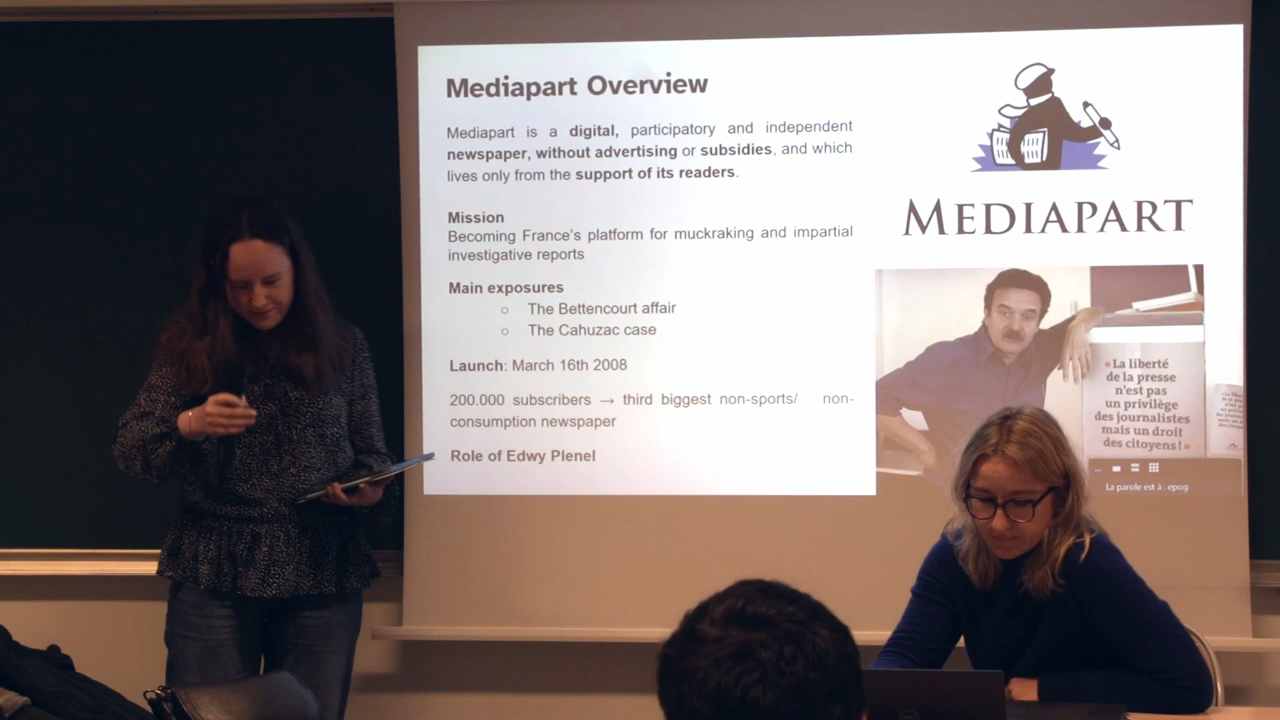 Mediapart Overview
Mediapart is a digital, participatory and independent
newspaper, without advertising or subsidies, and which
lives only from the support of its readers.
Mission
Becoming France's platform for muckraking and impartial
investigative reports
Main exposures
○ The Bettencourt affair
○ The Cahuzac case
Launch: March 16th 2008
200.000 subscribers → third biggest non-sports/ non-
consumption newspaper
Role of Edwy Plenel
MEDIAPART
«La liberté
de la presse
n'est pas
un privilège
des journalistes
mais un droit
des citoyens!»
La parole est à : epog